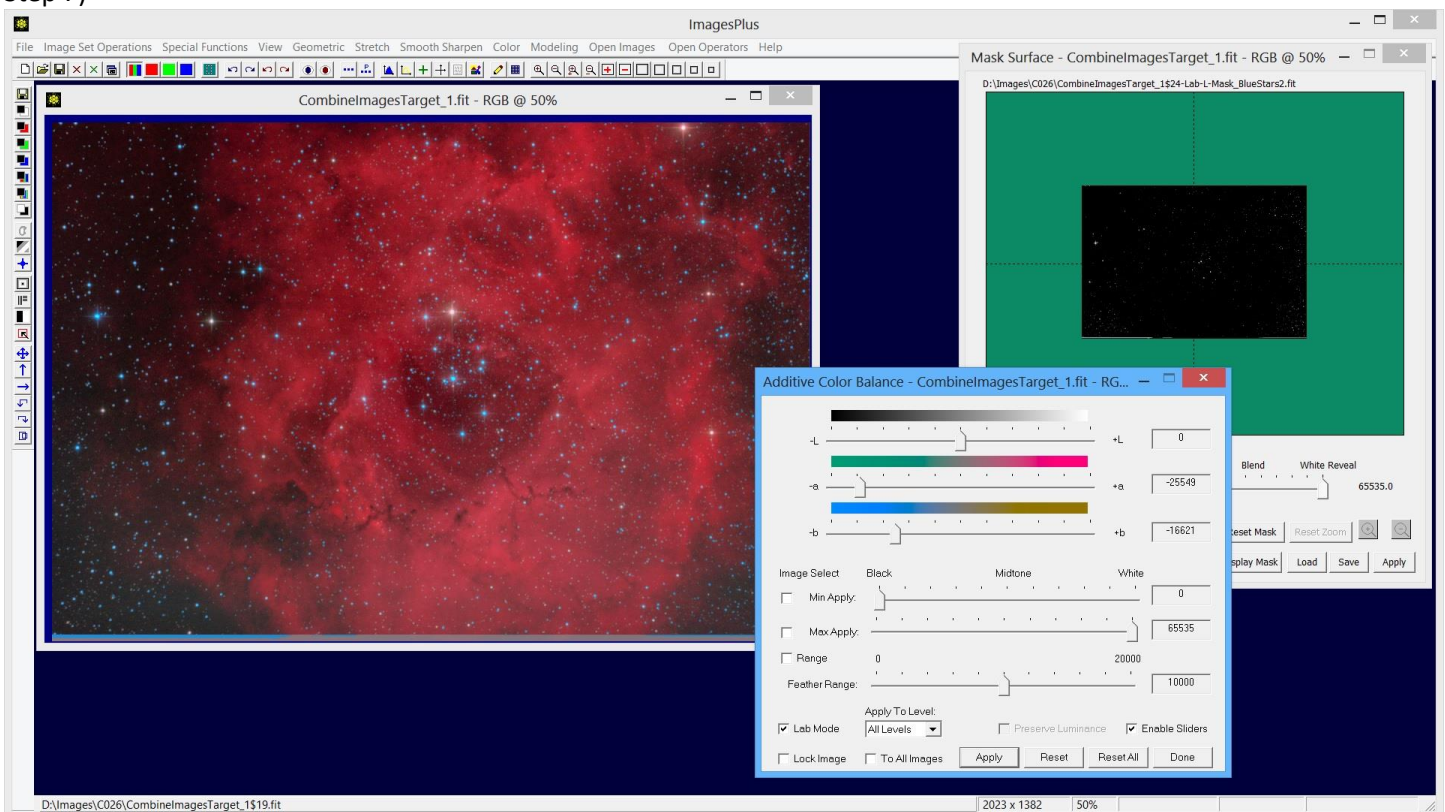 ImagesPlus
File Image Set Operations Special Functions View Geometric Stretch Smooth Sharpen Color Modeling Open Images Open Operators Help
Mask Surface - CombineImagesTarget_1.fit - RGB @ 50%
D:\Images\C026\CombineImagesTarget_1$24-Lab-L-Mask_BlueStars2.fit
CombineImagesTarget_1.fit - RGB @ 50%
Additive Color Balance - CombineImagesTarget_1.fit - RG...
-L +L 0
-a +a -25549
-b +b -16621
Image Select Black Midtone White
Min Apply: 0
Max Apply: 65535
Range 0 20000
Feather Range: 10000
Apply To Level:
Lab Mode All Levels Preserve Luminance Enable Sliders
Lock Image To All Images Apply Reset Reset All Done
Blend White Reveal
65535.0
Mask Reset Zoom
Mask Load Save Apply
D:\Images\C026\CombineImagesTarget_1$19.fit 2023 x 1382 50%